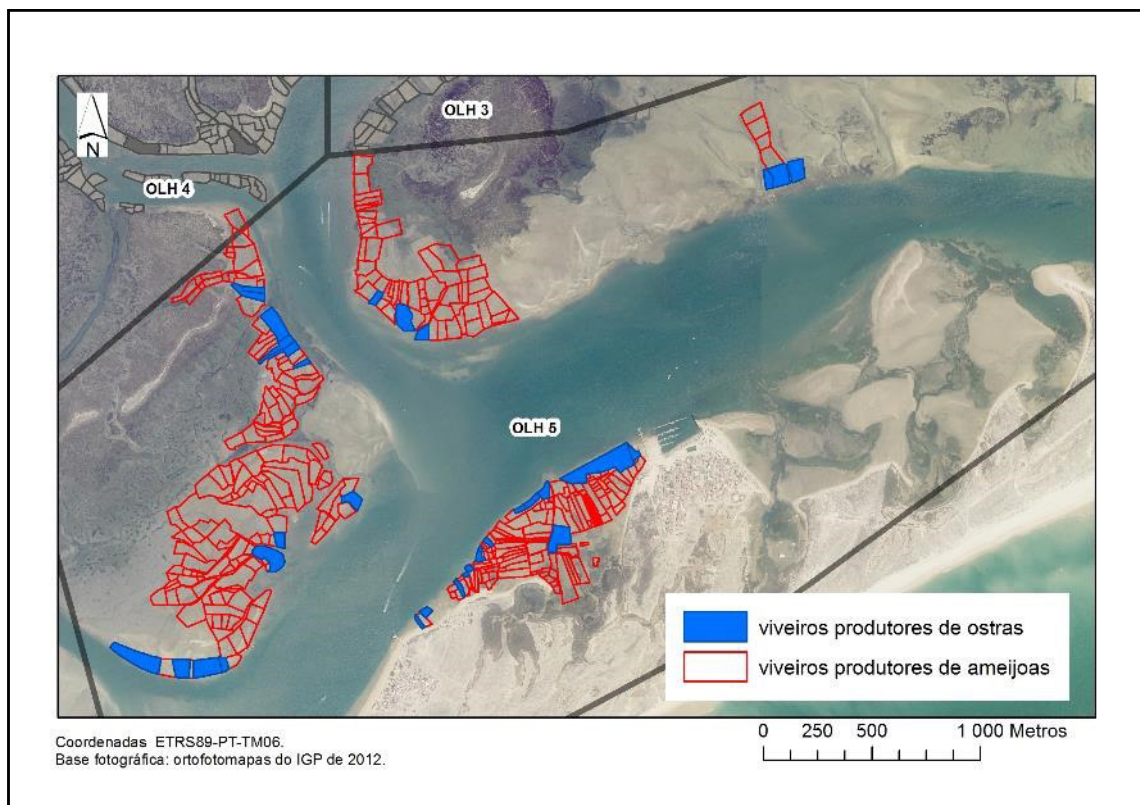 OLH 3
N
OLH 4
OLH 5
viveiros produtores de ostras
viveiros produtores de ameijoas
Coordenadas ETRS89-PT-TM06.
Base fotográfica: ortofotomapas do IGP de 2012.
0 250 500 1 000 Metros